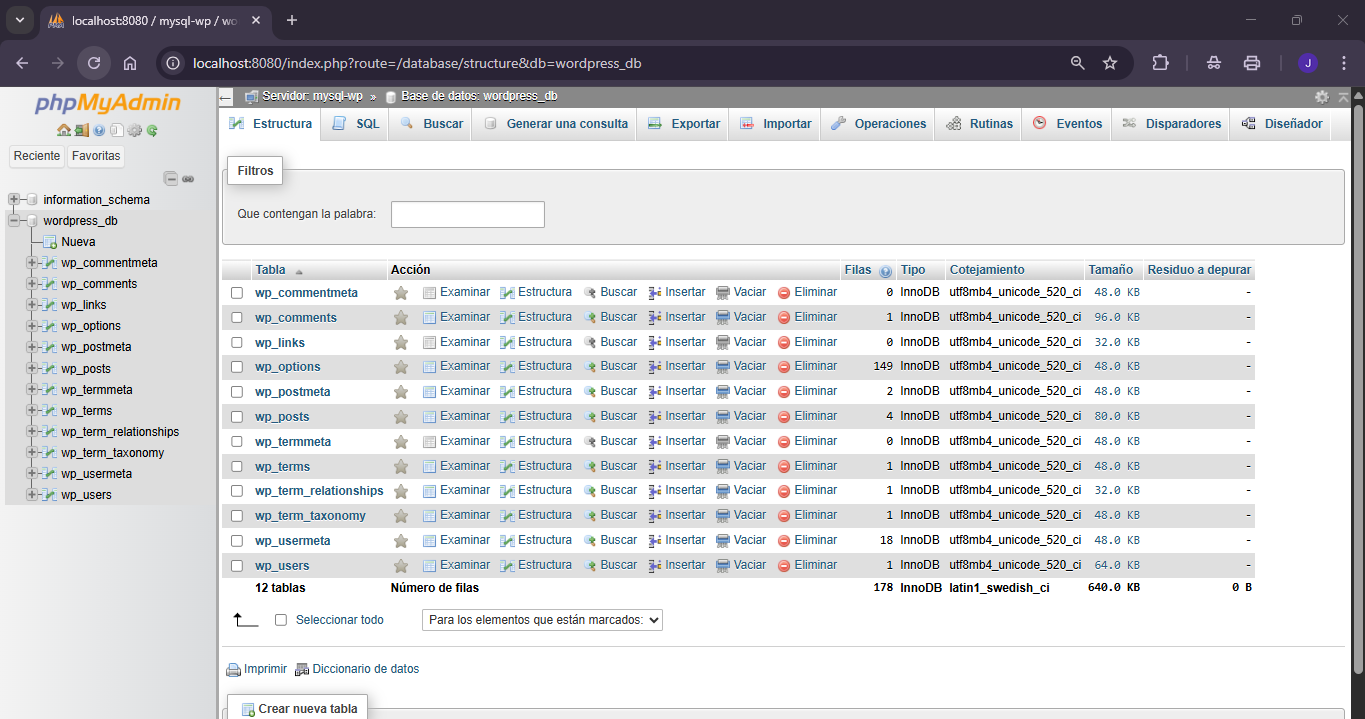 localhost:8080 / mysql-wp / wo
localhost:8080/index.php?route=/database/structure&db=wordpress_db
J
phpMyAdmin
Reciente Favoritas
information_schema
wordpress_db
Nueva
wp_commentmeta
wp_comments
wp_links
wp_options
wp_postmeta
wp_posts
wp_termmeta
wp_terms
wp_term_relationships
wp_term_taxonomy
wp_usermeta
wp_users
Servidor: mysql-wp » Base de datos: wordpress_db
Estructura SQL Buscar Generar una consulta Exportar Importar Operaciones Rutinas Eventos Disparadores Diseñador
Filtros
Que contengan la palabra:
Tabla Acción Filas Tipo Cotejamiento Tamaño Residuo a depurar
wp_commentmeta Examinar Estructura Buscar Insertar Vaciar Eliminar 0 InnoDB utf8mb4_unicode_520_ci 48.0 KB -
wp_comments Examinar Estructura Buscar Insertar Vaciar Eliminar 1 InnoDB utf8mb4_unicode_520_ci 96.0 KB -
wp_links Examinar Estructura Buscar Insertar Vaciar Eliminar 0 InnoDB utf8mb4_unicode_520_ci 32.0 KB -
wp_options Examinar Estructura Buscar Insertar Vaciar Eliminar 149 InnoDB utf8mb4_unicode_520_ci 48.0 KB -
wp_postmeta Examinar Estructura Buscar Insertar Vaciar Eliminar 2 InnoDB utf8mb4_unicode_520_ci 48.0 KB -
wp_posts Examinar Estructura Buscar Insertar Vaciar Eliminar 4 InnoDB utf8mb4_unicode_520_ci 80.0 KB -
wp_termmeta Examinar Estructura Buscar Insertar Vaciar Eliminar 0 InnoDB utf8mb4_unicode_520_ci 48.0 KB -
wp_terms Examinar Estructura Buscar Insertar Vaciar Eliminar 1 InnoDB utf8mb4_unicode_520_ci 48.0 KB -
wp_term_relationships Examinar Estructura Buscar Insertar Vaciar Eliminar 1 InnoDB utf8mb4_unicode_520_ci 32.0 KB -
wp_term_taxonomy Examinar Estructura Buscar Insertar Vaciar Eliminar 1 InnoDB utf8mb4_unicode_520_ci 48.0 KB -
wp_usermeta Examinar Estructura Buscar Insertar Vaciar Eliminar 18 InnoDB utf8mb4_unicode_520_ci 48.0 KB -
wp_users Examinar Estructura Buscar Insertar Vaciar Eliminar 1 InnoDB utf8mb4_unicode_520_ci 64.0 KB -
12 tablas Número de filas 178 InnoDB latin1_swedish_ci 640.0 KB 0 B
Seleccionar todo Para los elementos que están marcados:
Imprimir Diccionario de datos
Crear nueva tabla